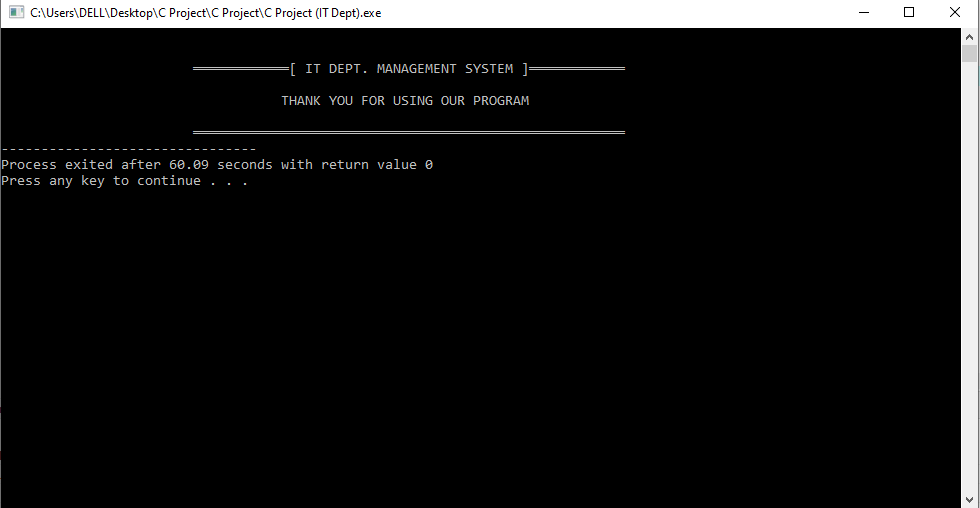 C:\Users\DELL\Desktop\C Project\C Project\C Project (IT Dept).exe
════════════[ IT DEPT. MANAGEMENT SYSTEM ]════════════
THANK YOU FOR USING OUR PROGRAM
══════════════════════════════════════════════════════
--------------------------------
Process exited after 60.09 seconds with return value 0
Press any key to continue . . .